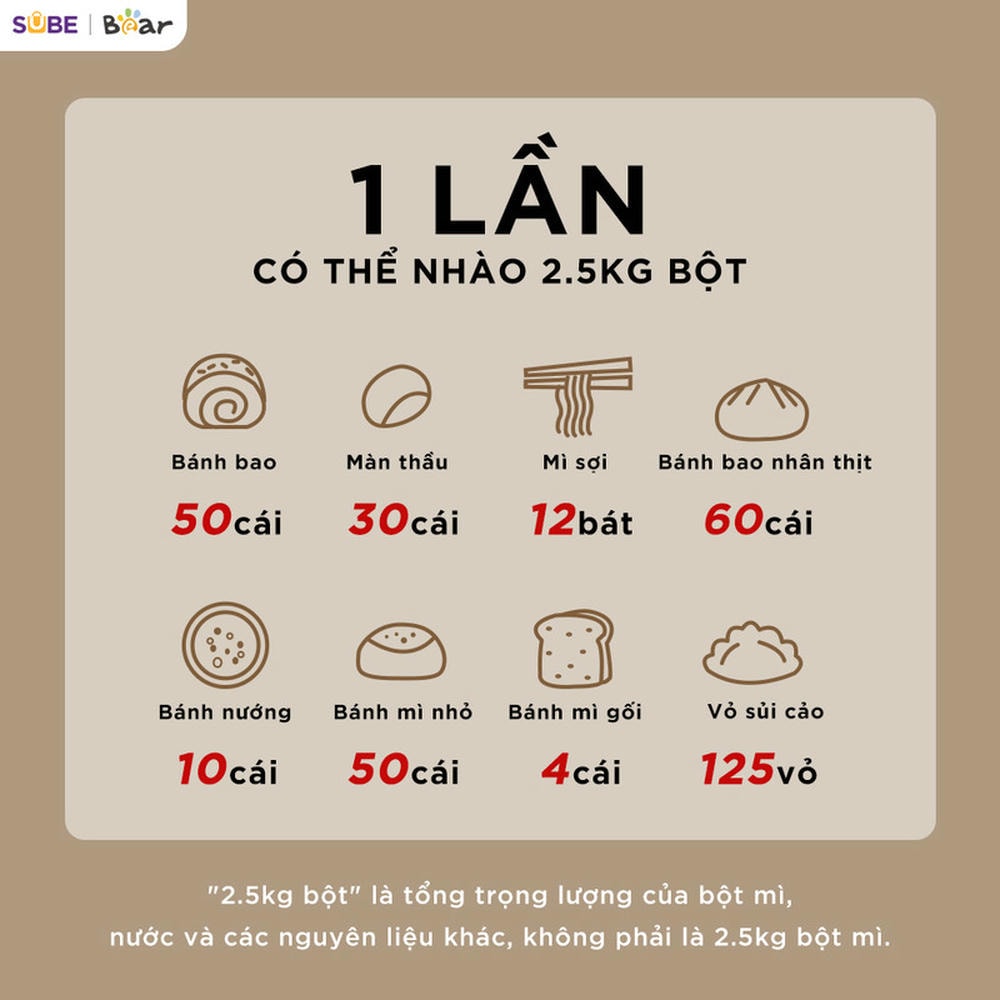 SUBE | Bear
1 LẦN
CÓ THỂ NHÀO 2.5KG BỘT
Bánh bao
Màn thầu
Mì sợi
Bánh bao nhân thịt
50cái
30cái
12bát
60cái
Bánh nướng
Bánh mì nhỏ
Bánh mì gối
Vỏ sủi cảo
10cái
50cái
4cái
125vỏ
"2.5kg bột" là tổng trọng lượng của bột mì,
nước và các nguyên liệu khác, không phải là 2.5kg bột mì.